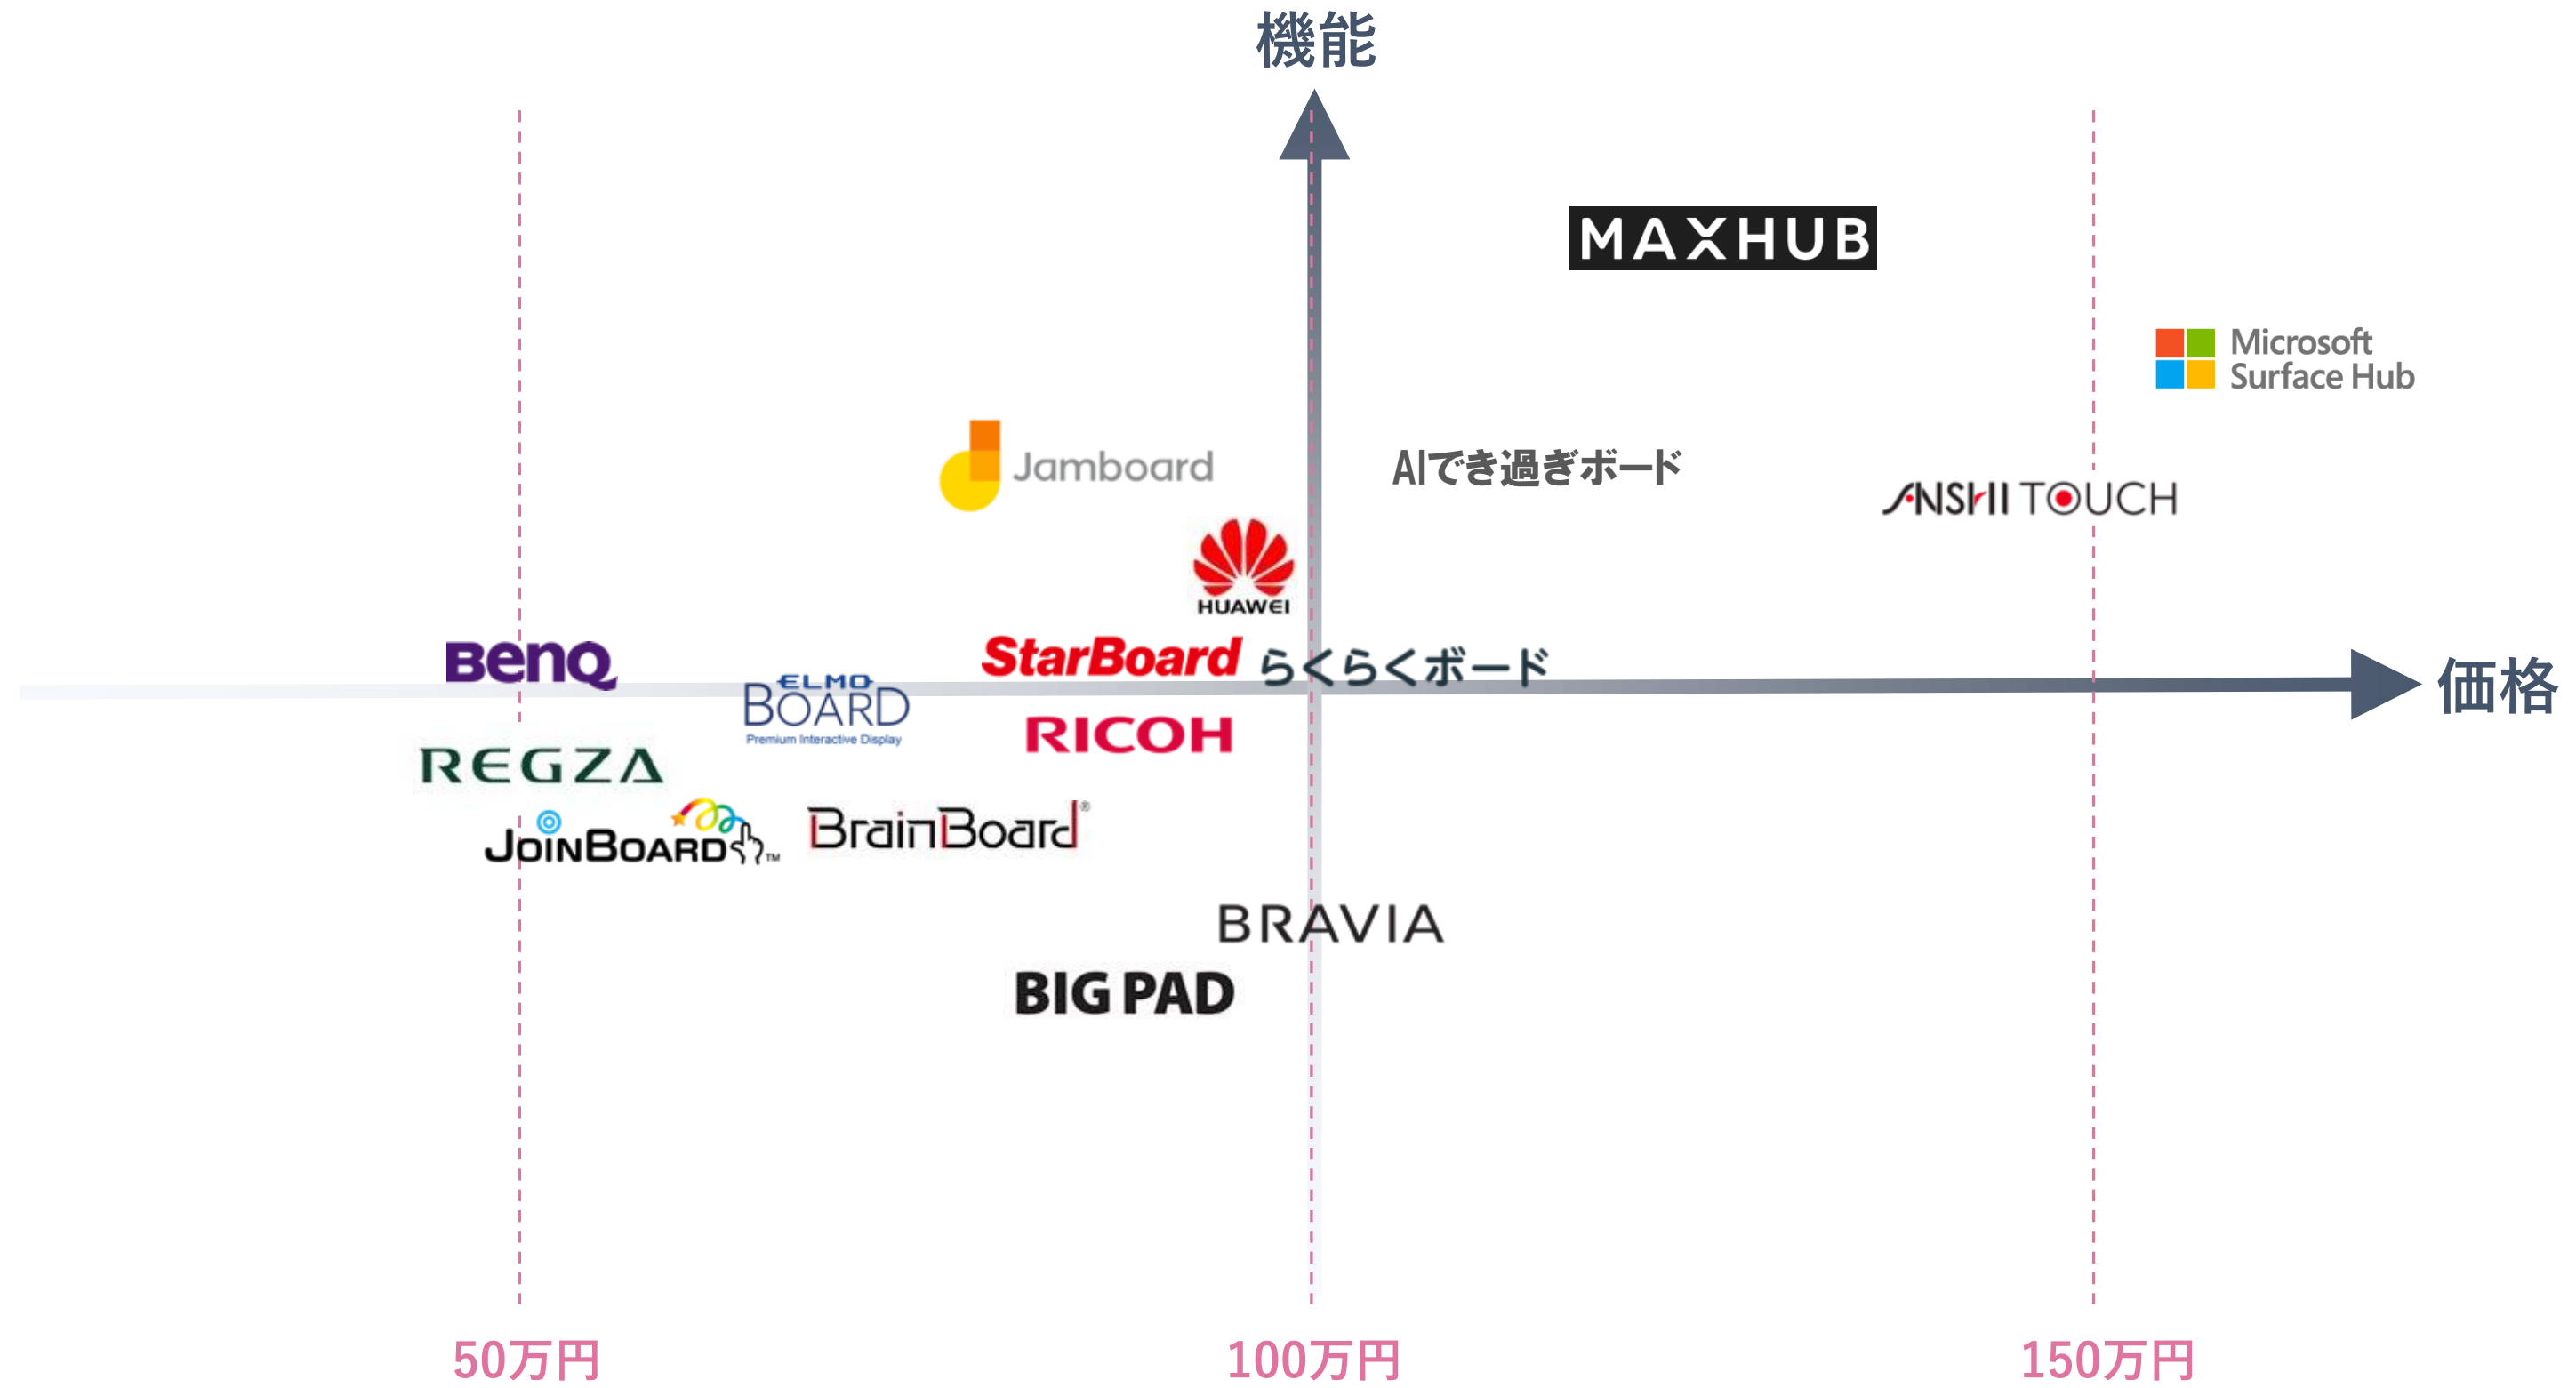 機能
MAXHUB
Microsoft
Surface Hub
Jamboard
AIでき過ぎボード
ANSHI TOUCH
HUAWEI
BenQ
StarBoard
らくらくボード
価格
ELMO
BOARD
Premium Interactive Display
RICOH
REGZA
JOINBOARD™
BrainBoard®
BRAVIA
BIG PAD
50万円
100万円
150万円